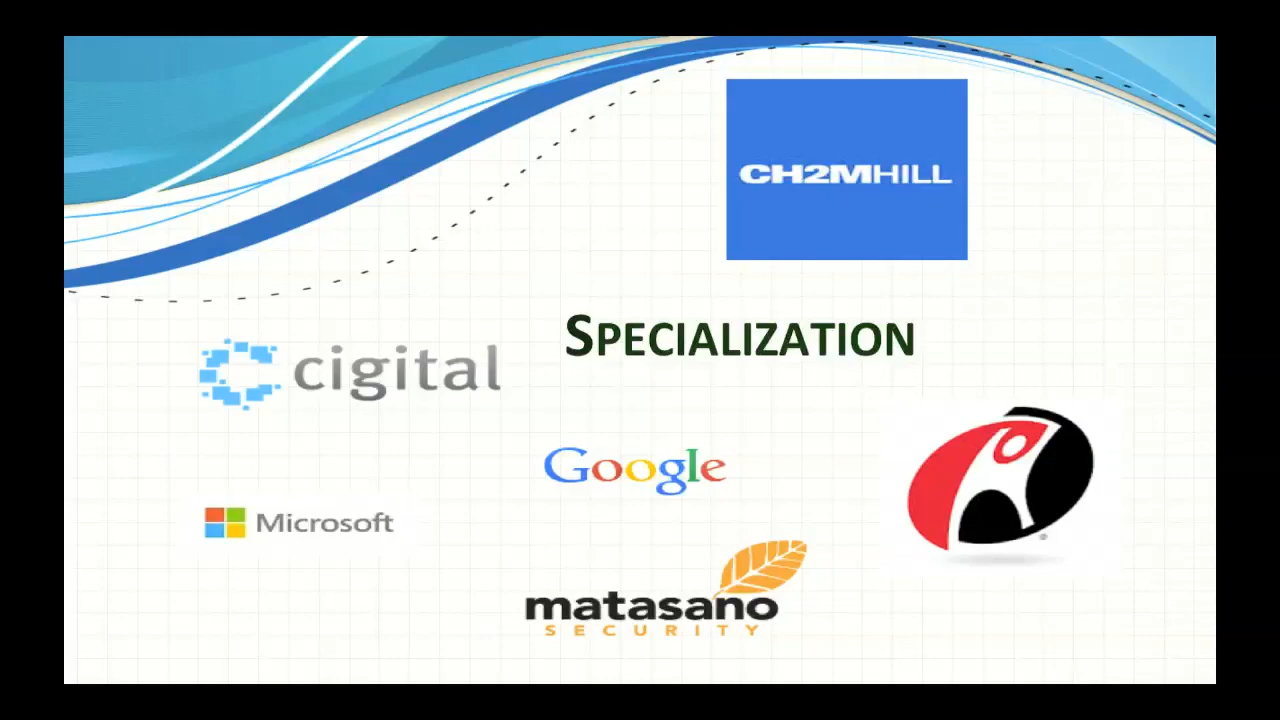 CH2MHILL
SPECIALIZATION
cigital
Google
Microsoft
matasano
SECURITY